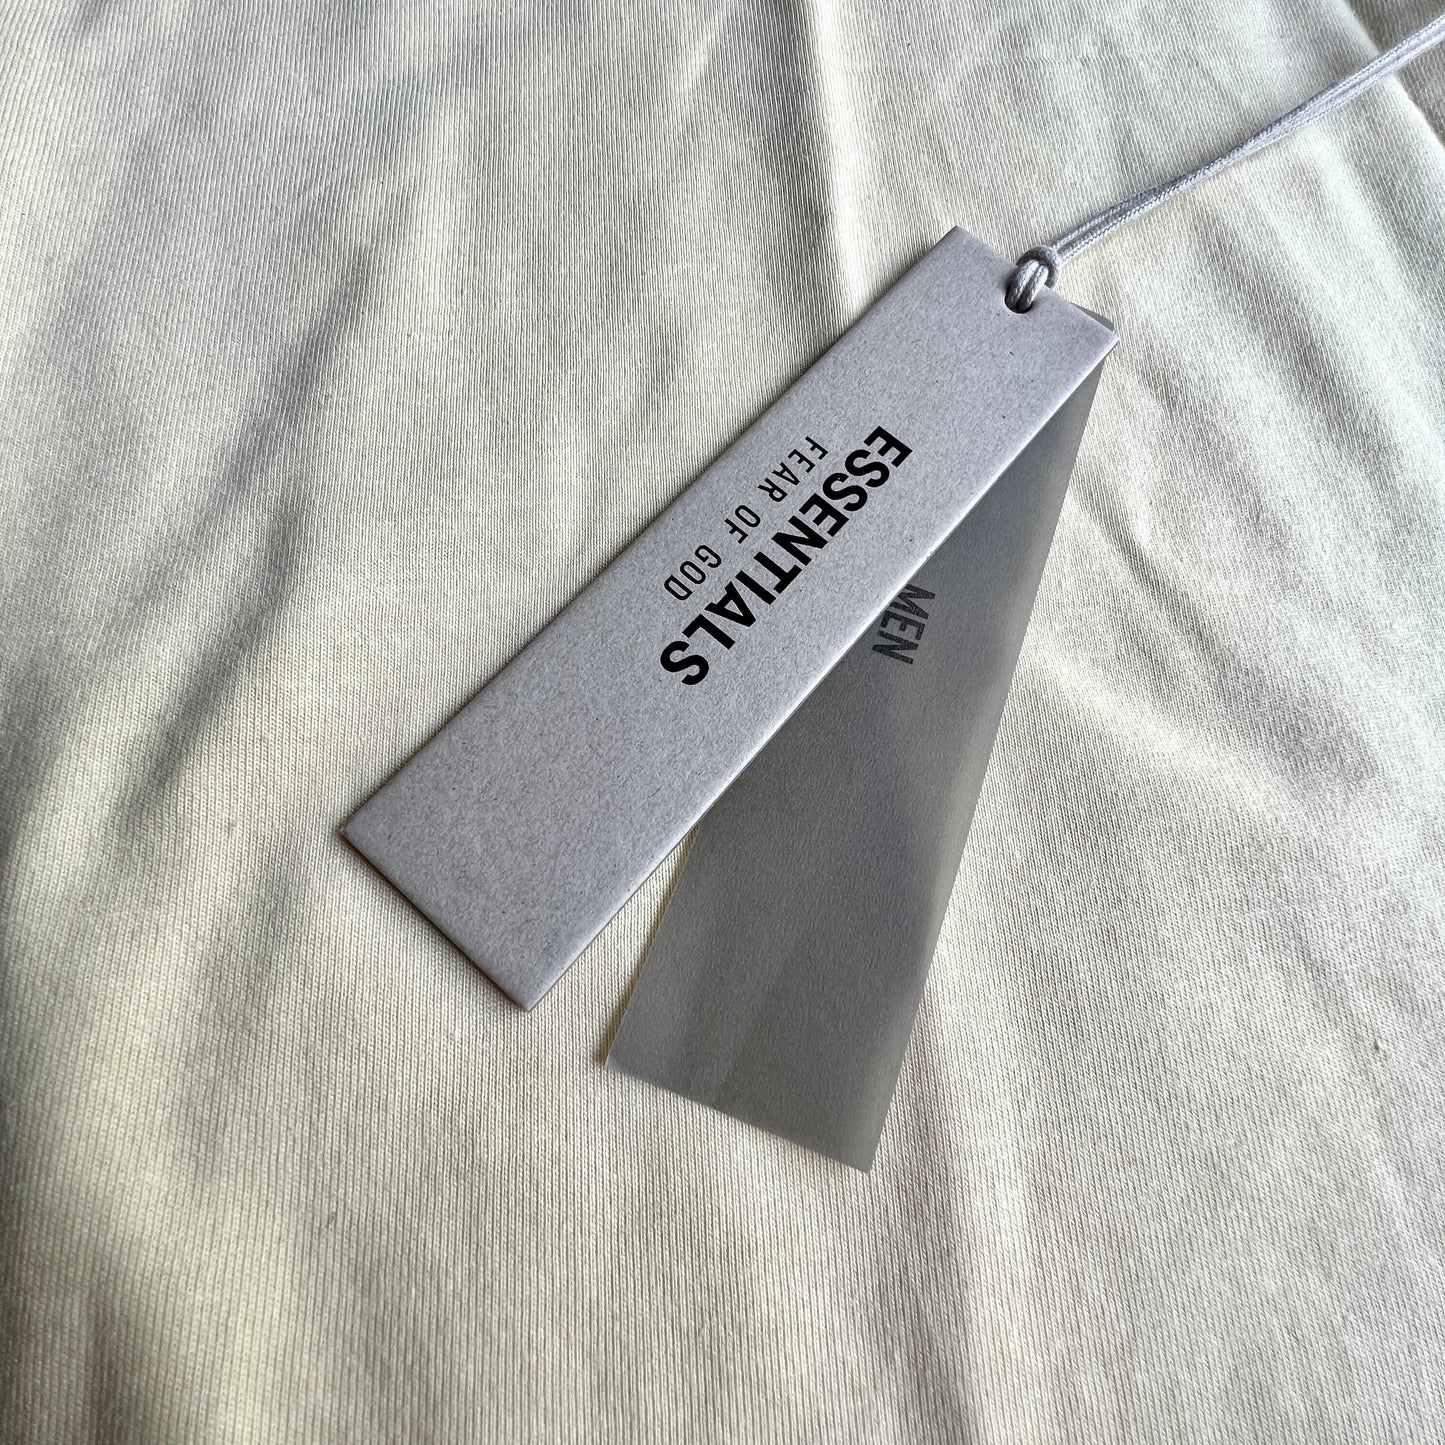 ESSENTIALS
FEAR OF GOD
MEN